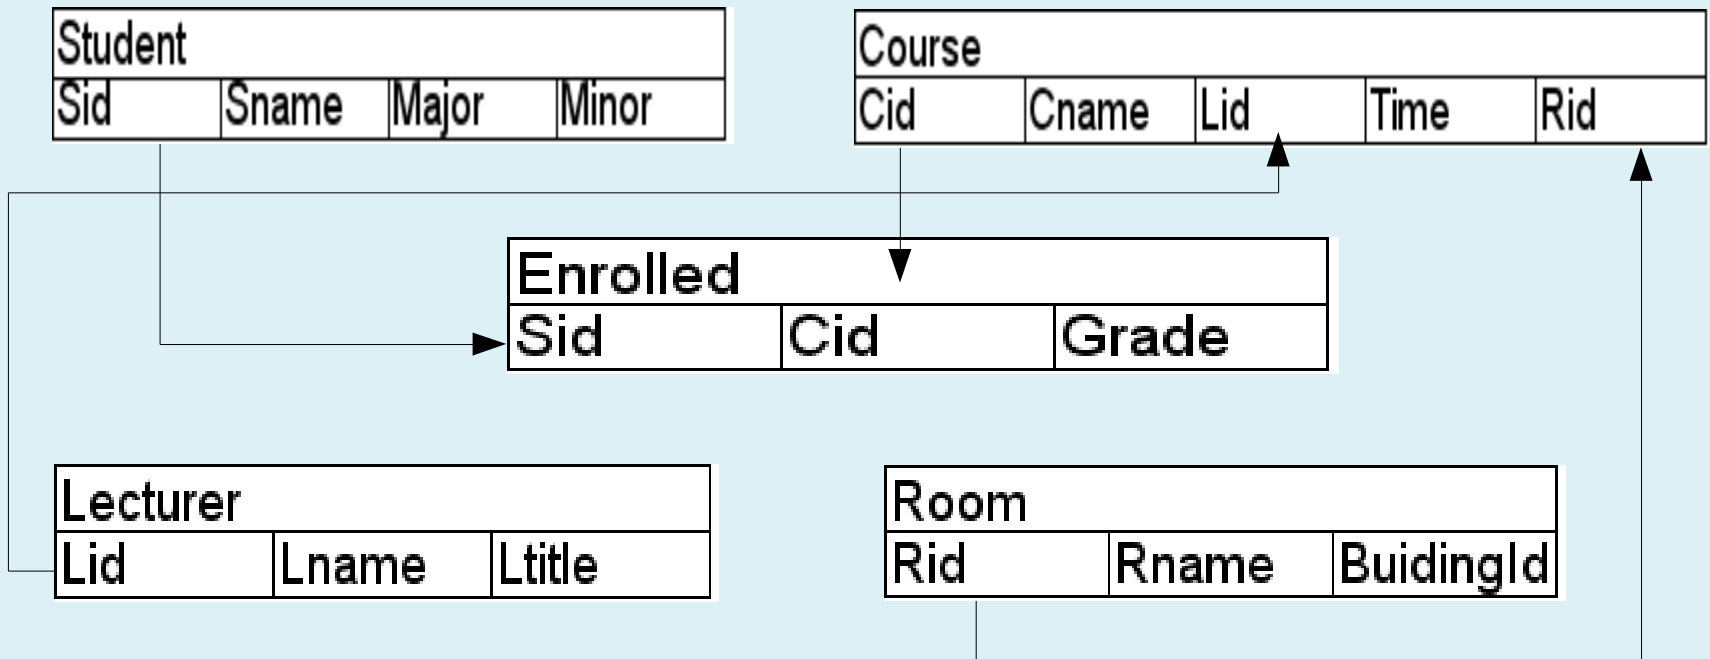 Student
Sid Sname Major Minor
Course
Cid Cname Lid Time Rid
Enrolled
Sid Cid Grade
Lecturer
Lid Lname Ltitle
Room
Rid Rname BuidingId